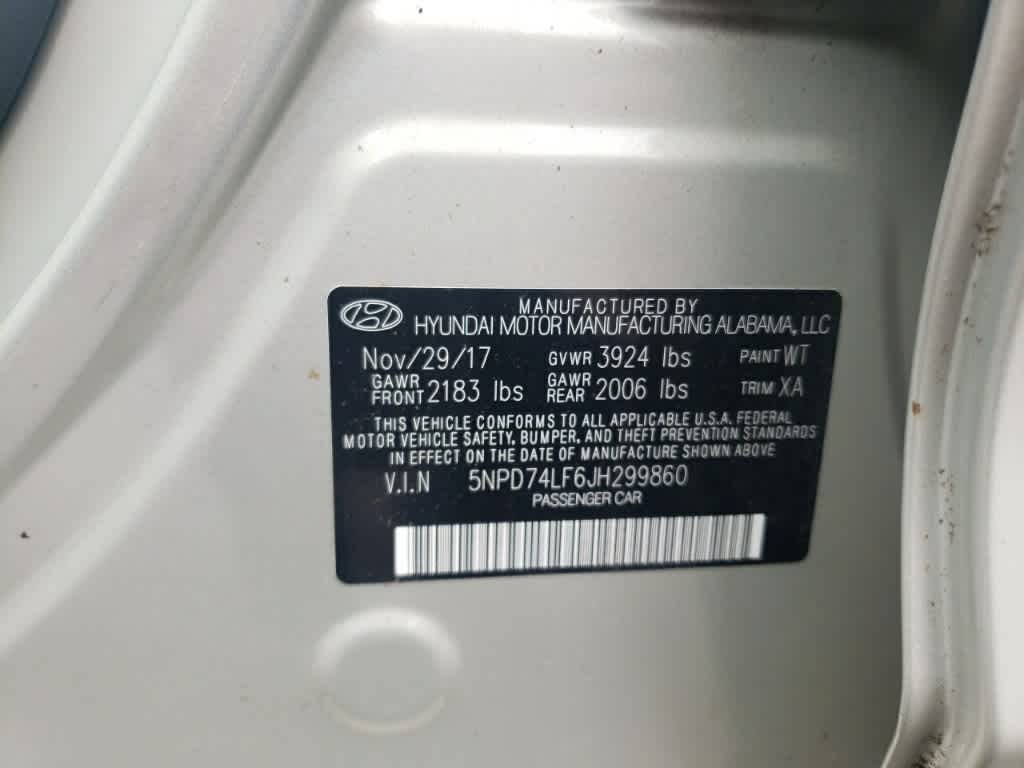 MANUFACTURED BY
HYUNDAI MOTOR MANUFACTURING ALABAMA, LLC
Nov/29/17 GVWR 3924 lbs PAINT WT
GAWR FRONT 2183 lbs GAWR REAR 2006 lbs TRIM XA
THIS VEHICLE CONFORMS TO ALL APPLICABLE U.S.A. FEDERAL
MOTOR VEHICLE SAFETY, BUMPER, AND THEFT PREVENTION STANDARDS
IN EFFECT ON THE DATE OF MANUFACTURE SHOWN ABOVE
V.I.N 5NPD74LF6JH299860
PASSENGER CAR